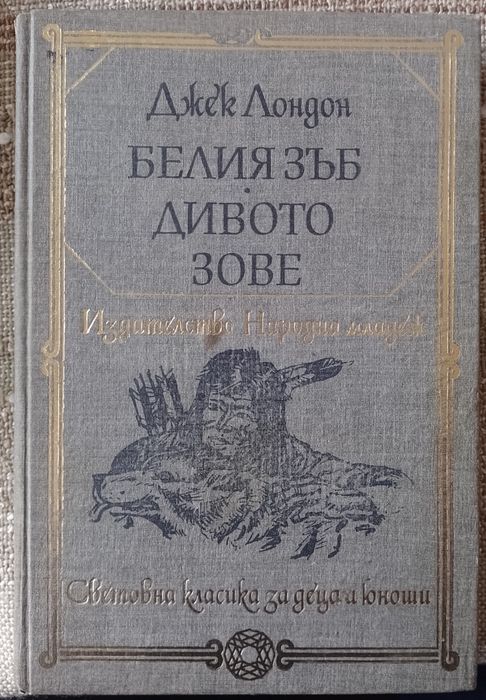 Джек Лондон
БЕЛИЯ ЗЪБ
·
ДИВОТО
ЗОВЕ
Издателство Народна младеж
Световна класика за деца и юноши